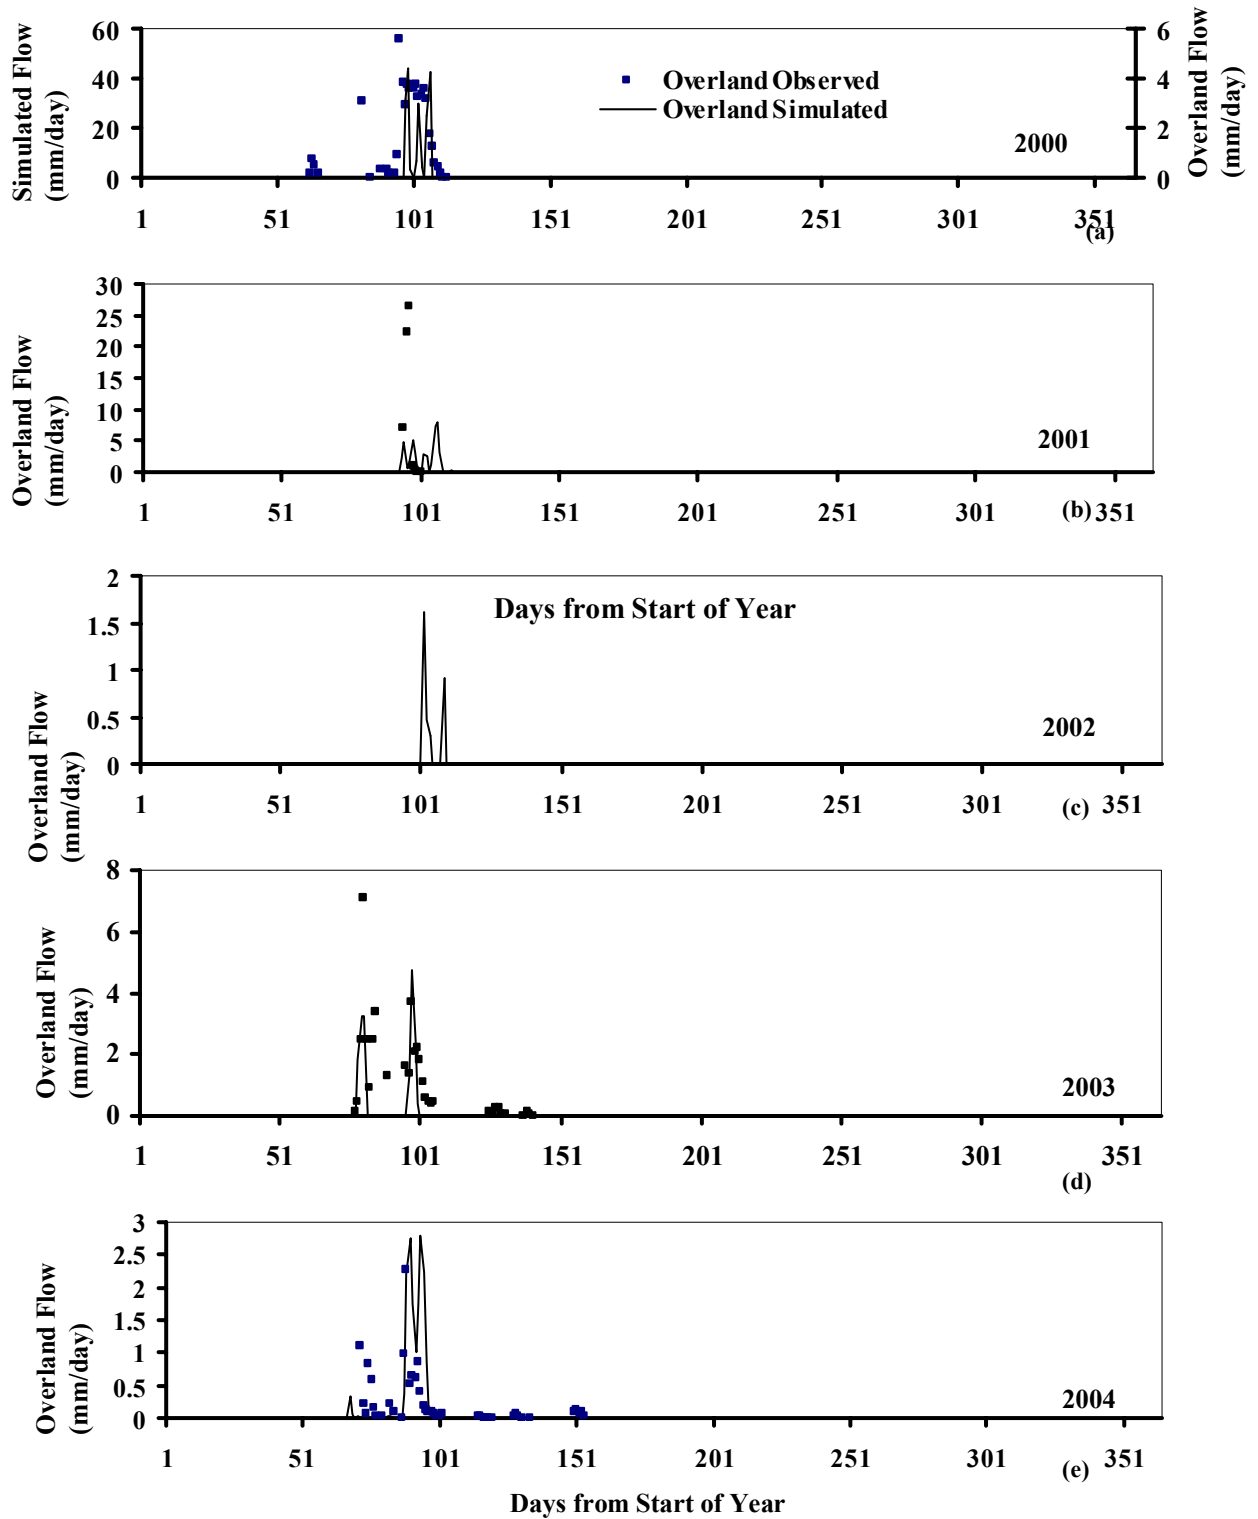 Simulated Flow
(mm/day)
60
40
20
0
6
4
2
0
Overland Flow
(mm/day)
Overland Observed
Overland Simulated
2000
1 51 101 151 201 251 301 351
(a)
Overland Flow
(mm/day)
30
25
20
15
10
5
0
2001
1 51 101 151 201 251 301 351
(b)
Overland Flow
(mm/day)
2
1.5
1
0.5
0
Days from Start of Year
2002
1 51 101 151 201 251 301 351
(c)
Overland Flow
(mm/day)
8
6
4
2
0
2003
1 51 101 151 201 251 301 351
(d)
Overland Flow
(mm/day)
3
2.5
2
1.5
1
0.5
0
2004
1 51 101 151 201 251 301 351
(e)
Days from Start of Year